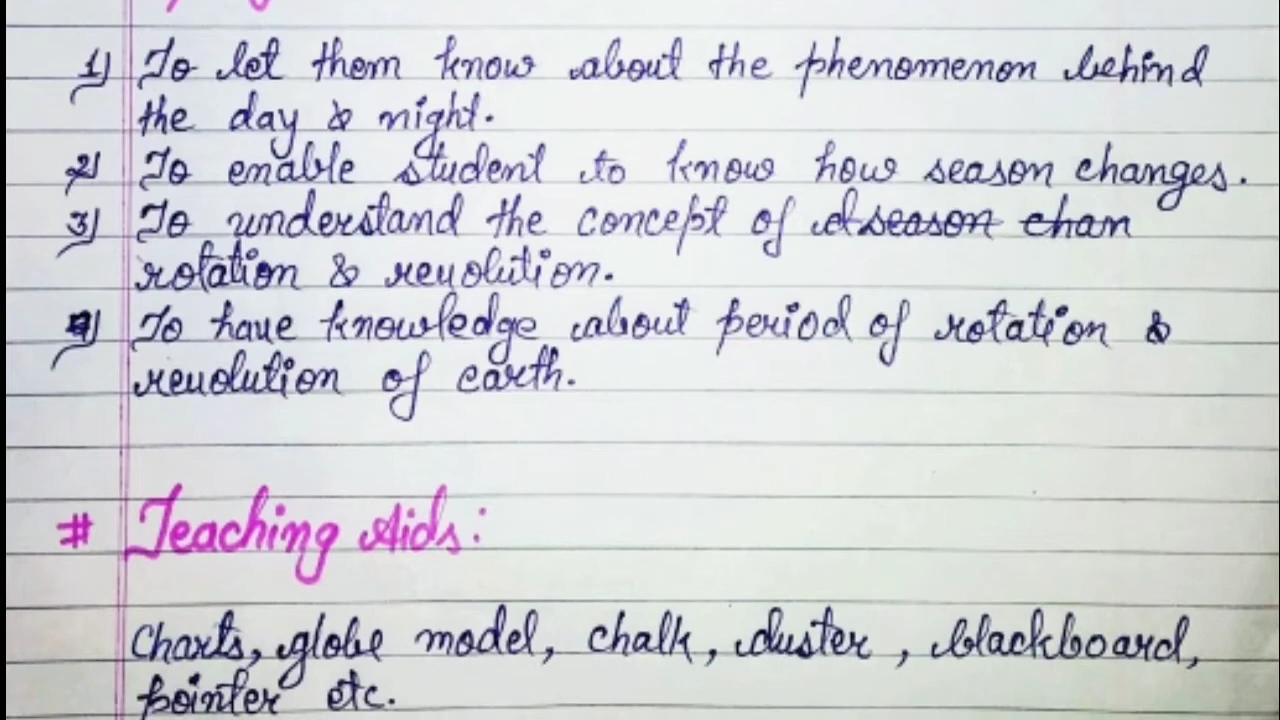 1) To let them know about the phenomenon behind
the day & night.
2) To enable student to know how season changes.
3) To understand the concept of dseason chan
rotation & revolution.
4) To have knowledge about period of rotation &
revolution of earth.
# Teaching Aids:
Charts, globe model, chalk, duster, blackboard,
pointer etc.